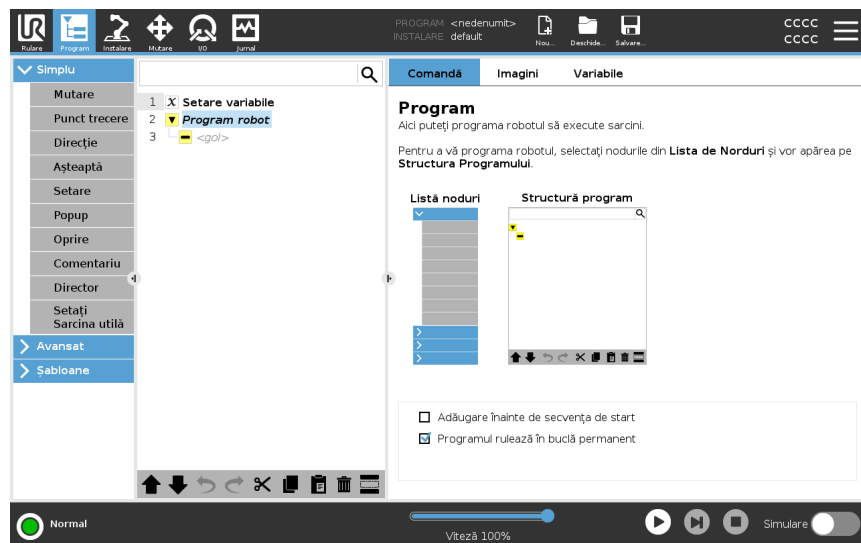 PROGRAM <nedenumit>
INSTALARE default
cccc
cccc
Rulare
Program
Instalare
Mutare
I/O
Jurnal
Nou...
Deschide...
Salvare...
Simplu
Mutare
Punct trecere
Direcție
Așteaptă
Setare
Popup
Oprire
Comentariu
Director
Setați
Sarcina utilă
Avansat
Șabloane
1 X Setare variabile
2 Program robot
3 <gol>
Comandă
Imagini
Variabile
Program
Aici puteți programa robotul să execute sarcini.
Pentru a vă programa robotul, selectați nodurile din Lista de Norduri și vor apărea pe
Structura Programului.
Listă noduri
Structură program
Adăugare înainte de secvența de start
Programul rulează în buclă permanent
Normal
Viteză 100%
Simulare